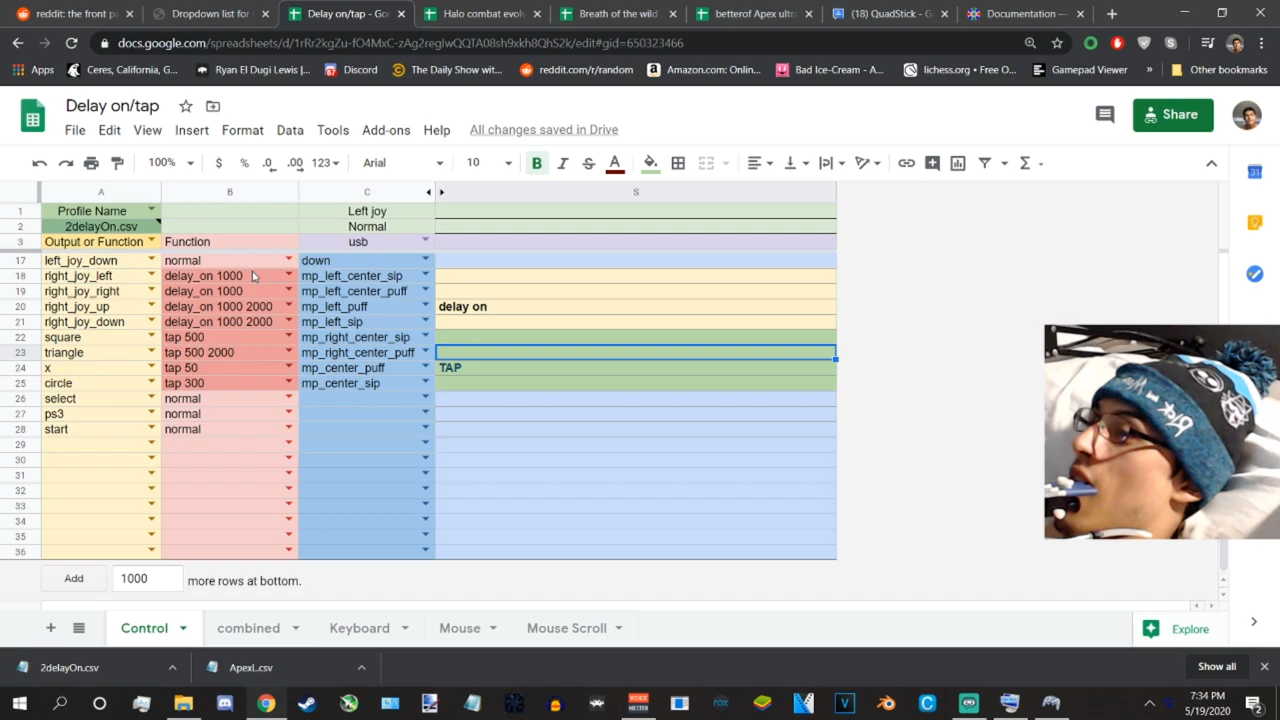 reddit: the front pa
Dropdown list for
Delay on/tap - Go
Halo combat evol
Breath of the wild
betterof Apex ultra
(18) QuadStick - G
Documentation —
docs.google.com/spreadsheets/d/1rRr2kgZu-fO4MxC-zAg2regIwQQTA08sh9xkh8QhS2k/edit#gid=650323466
Apps
Ceres, California, G...
Ryan El Dugi Lewis |...
Discord
The Daily Show wit...
reddit.com/r/random
Amazon.com: Onlin...
Bad Ice-Cream - A...
lichess.org • Free O...
Gamepad Viewer
»
Other bookmarks
Delay on/tap
File Edit View Insert Format Data Tools Add-ons Help All changes saved in Drive
Share
100% $ % .0 .00 123 Arial 10 B I S A
A B C S
1 Profile Name Left joy
2 2delayOn.csv Normal
3 Output or Function Function usb
17 left_joy_down normal down
18 right_joy_left delay_on 1000 mp_left_center_sip
19 right_joy_right delay_on 1000 mp_left_center_puff
20 right_joy_up delay_on 1000 2000 mp_left_puff delay on
21 right_joy_down delay_on 1000 2000 mp_left_sip
22 square tap 500 mp_right_center_sip
23 triangle tap 500 2000 mp_right_center_puff
24 x tap 50 mp_center_puff TAP
25 circle tap 300 mp_center_sip
26 select normal
27 ps3 normal
28 start normal
29
30
31
32
33
34
35
36
Add 1000 more rows at bottom.
Control combined Keyboard Mouse Mouse Scroll
Explore
2delayOn.csv
ApexL.csv
Show all
7:34 PM
5/19/2020